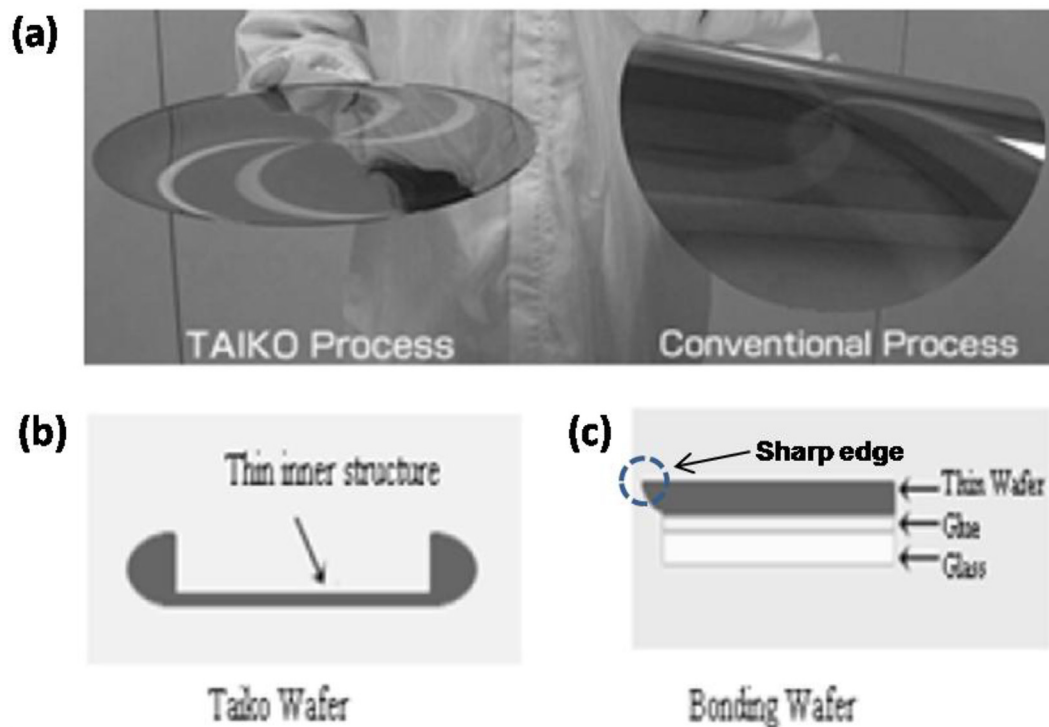 (a)
TAIKO Process
Conventional Process
(b)
Thin inner structure
Taiko Wafer
(c)
Sharp edge
Thin Wafer
Glue
Glass
Bonding Wafer